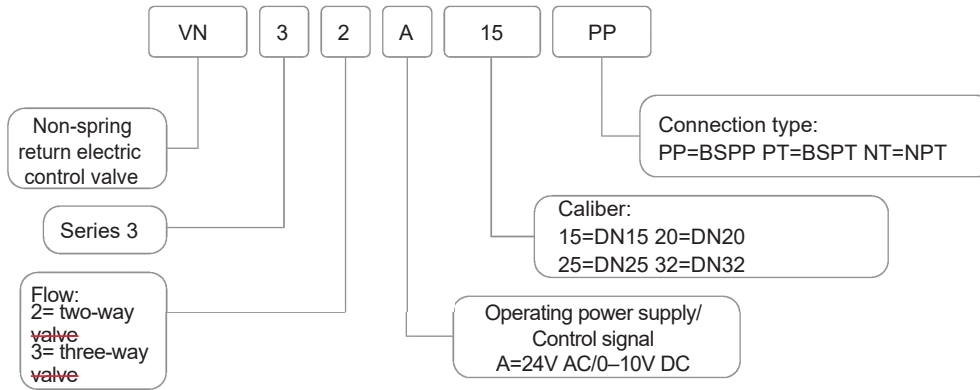 VN 3 2 A 15 PP
Non-spring
return electric
control valve
Connection type:
PP=BSPP PT=BSPT NT=NPT
Series 3
Caliber:
15=DN15 20=DN20
25=DN25 32=DN32
Flow:
2= two-way
valve
3= three-way
valve
Operating power supply/
Control signal
A=24V AC/0–10V DC